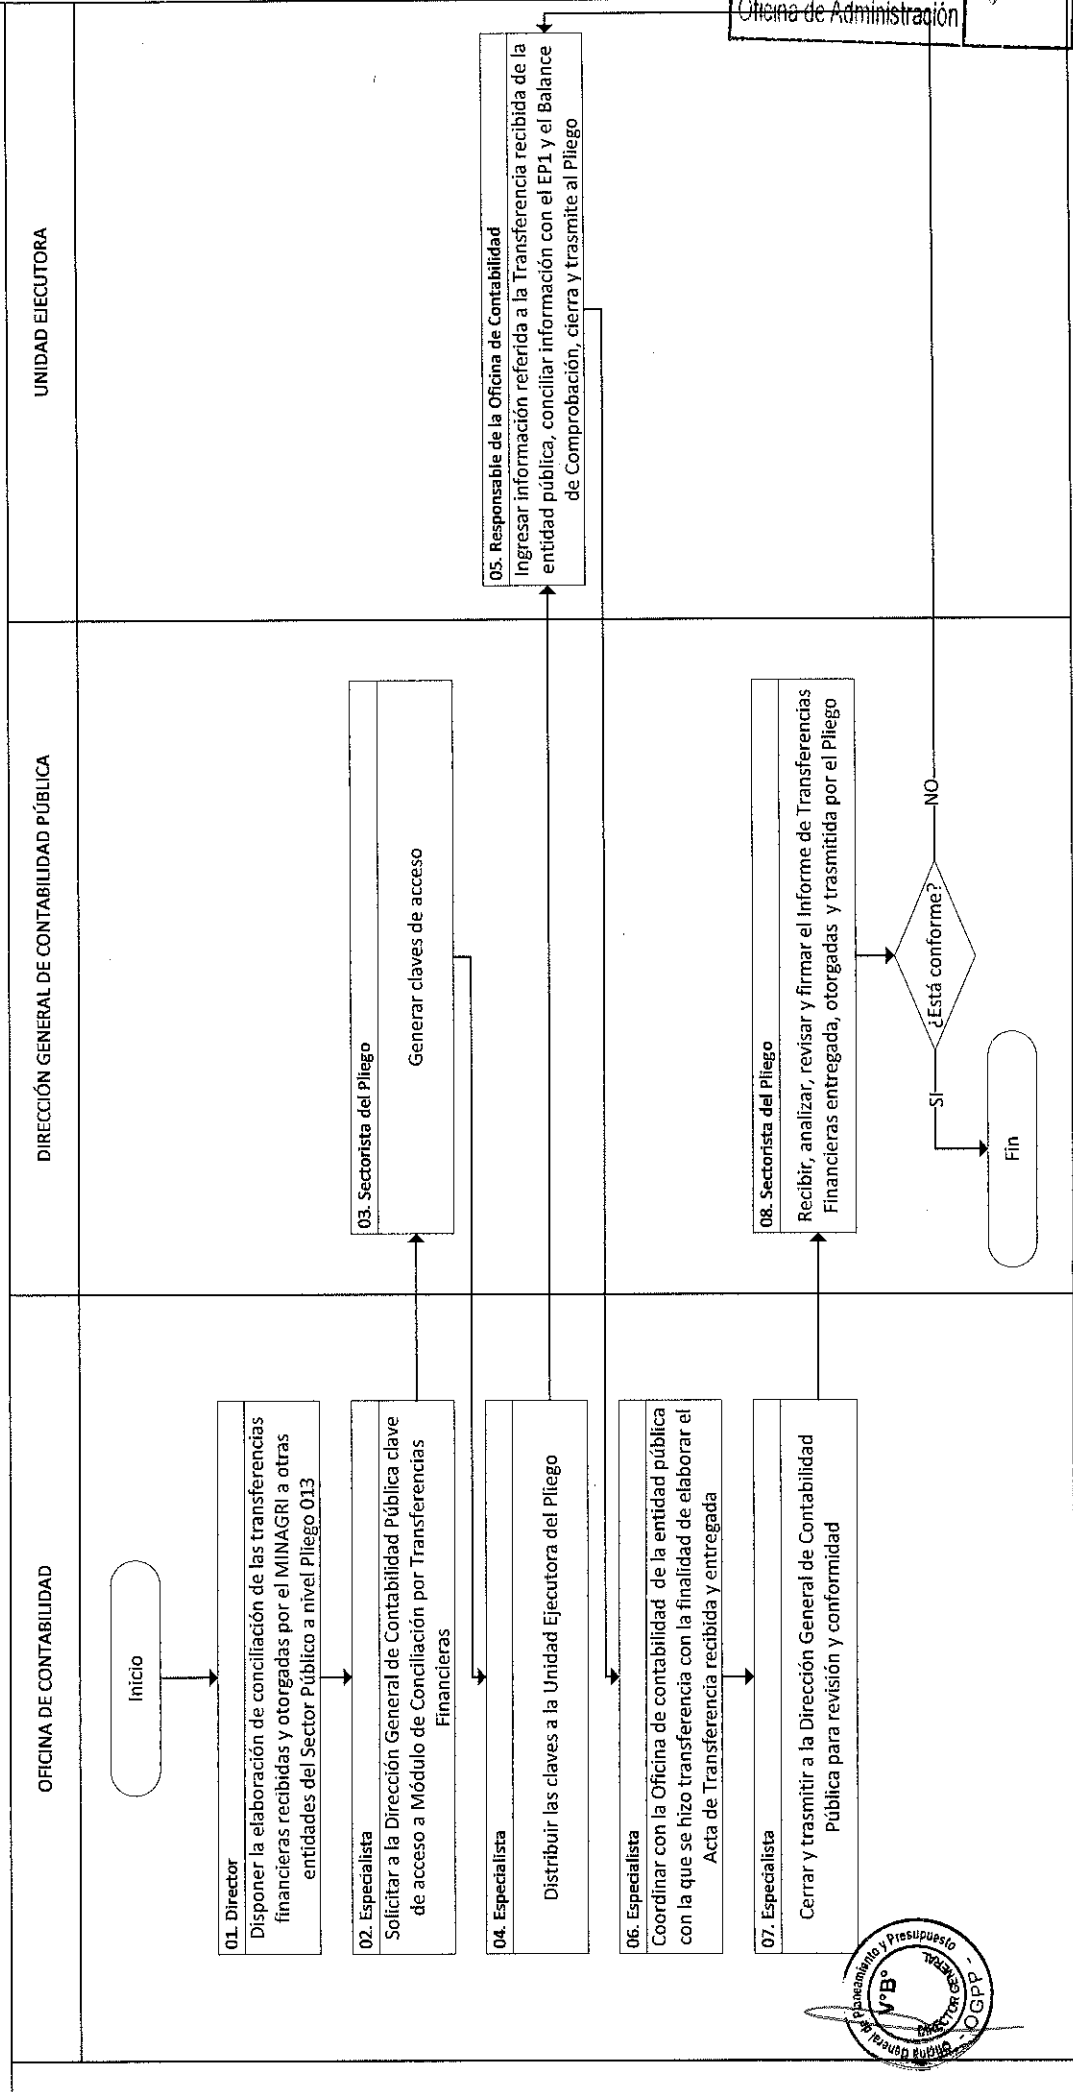 OFICINA DE CONTABILIDAD
DIRECCIÓN GENERAL DE CONTABILIDAD PÚBLICA
UNIDAD EJECUTORA
Inicio
01. Director
Disponer la elaboración de conciliación de las transferencias
financieras recibidas y otorgadas por el MINAGRI a otras
entidades del Sector Público a nivel Pliego 013
02. Especialista
Solicitar a la Dirección General de Contabilidad Pública clave
de acceso a Módulo de Conciliación por Transferencias
Financieras
03. Sectorista del Pliego
Generar claves de acceso
04. Especialista
Distribuir las claves a la Unidad Ejecutora del Pliego
05. Responsable de la Oficina de Contabilidad
Ingresar información referida a la Transferencia recibida de la
entidad pública, conciliar información con el EP1 y el Balance
de Comprobación, cierra y trasmite al Pliego
06. Especialista
Coordinar con la Oficina de contabilidad de la entidad pública
con la que se hizo transferencia con la finalidad de elaborar el
Acta de Transferencia recibida y entregada
07. Especialista
Cerrar y trasmitir a la Dirección General de Contabilidad
Pública para revisión y conformidad
08. Sectorista del Pliego
Recibir, analizar, revisar y firmar el Informe de Transferencias
Financieras entregada, otorgadas y trasmitida por el Pliego
¿Está conforme?
SI
NO
Fin
Oficina de Administración
Oficina General de Planeamiento y Presupuesto
V°B°
DIRECTOR GENERAL
- OGPP -